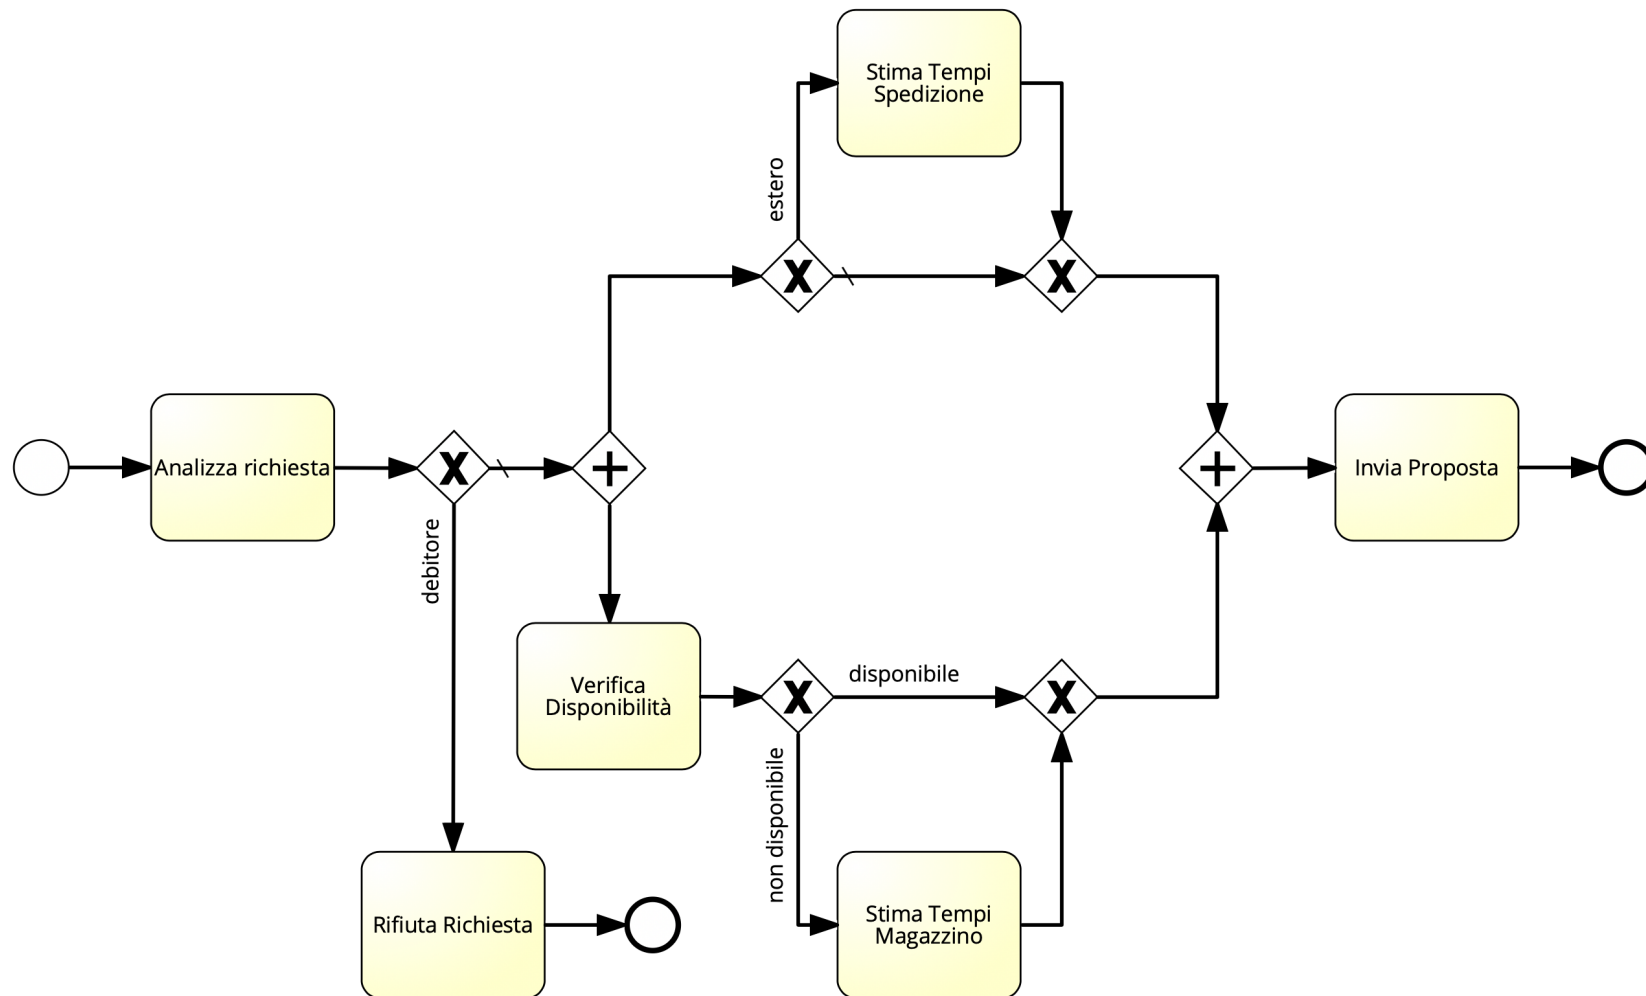 Stima Tempi
Spedizione
estero
Analizza richiesta
Invia Proposta
debitore
Verifica
Disponibilità
disponibile
non disponibile
Rifiuta Richiesta
Stima Tempi
Magazzino